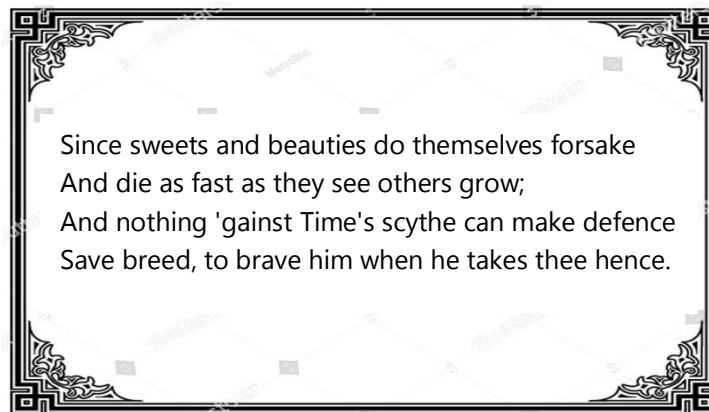 Since sweets and beauties do themselves forsake
And die as fast as they see others grow;
And nothing 'gainst Time's scythe can make defence
Save breed, to brave him when he takes thee hence.